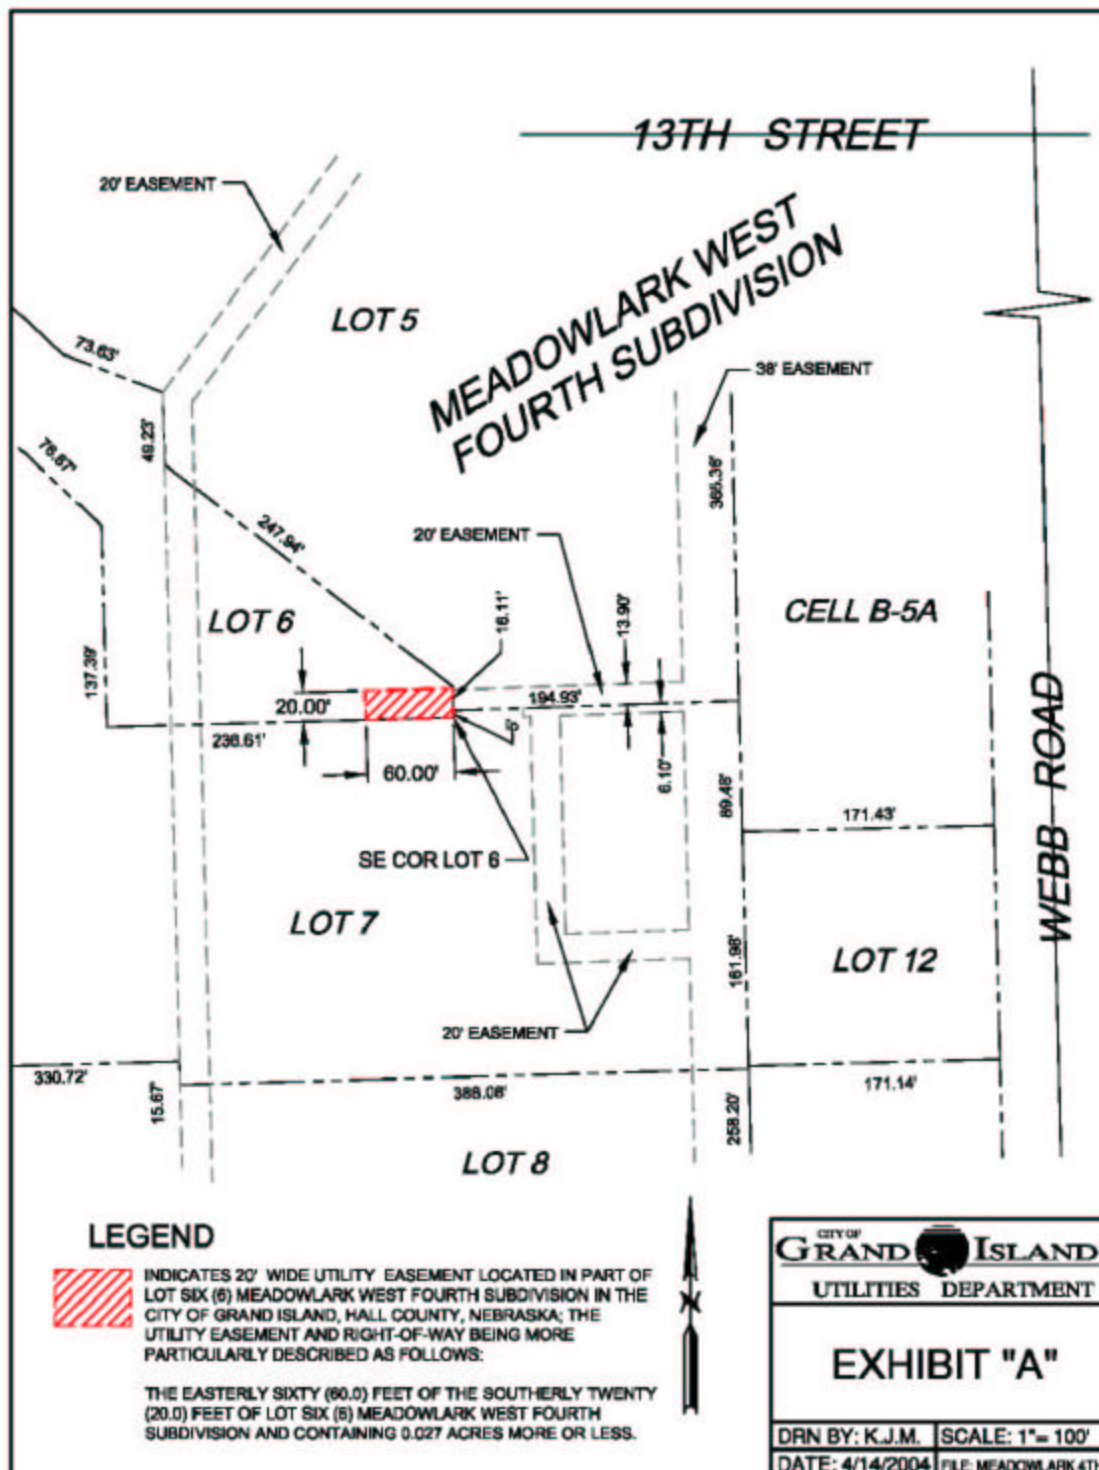 13TH STREET
20' EASEMENT
MEADOWLARK WEST
FOURTH SUBDIVISION
LOT 5
73.63'
38' EASEMENT
49.23'
76.87'
365.36'
247.94'
20' EASEMENT
LOT 6
16.11'
13.90'
CELL B-5A
137.39'
20.00'
194.93'
236.61'
5'
60.00'
6.10'
89.48'
171.43'
WEBB ROAD
SE COR LOT 6
LOT 7
161.98'
LOT 12
20' EASEMENT
330.72'
15.67'
388.08'
171.14'
258.20'
LOT 8
N
LEGEND
INDICATES 20' WIDE UTILITY EASEMENT LOCATED IN PART OF
LOT SIX (6) MEADOWLARK WEST FOURTH SUBDIVISION IN THE
CITY OF GRAND ISLAND, HALL COUNTY, NEBRASKA; THE
UTILITY EASEMENT AND RIGHT-OF-WAY BEING MORE
PARTICULARLY DESCRIBED AS FOLLOWS:
THE EASTERLY SIXTY (60.0) FEET OF THE SOUTHERLY TWENTY
(20.0) FEET OF LOT SIX (6) MEADOWLARK WEST FOURTH
SUBDIVISION AND CONTAINING 0.027 ACRES MORE OR LESS.
CITY OF
GRAND ISLAND
UTILITIES DEPARTMENT
EXHIBIT "A"
DRN BY: K.J.M. SCALE: 1"= 100'
DATE: 4/14/2004 FILE: MEADOWLARK 4TH